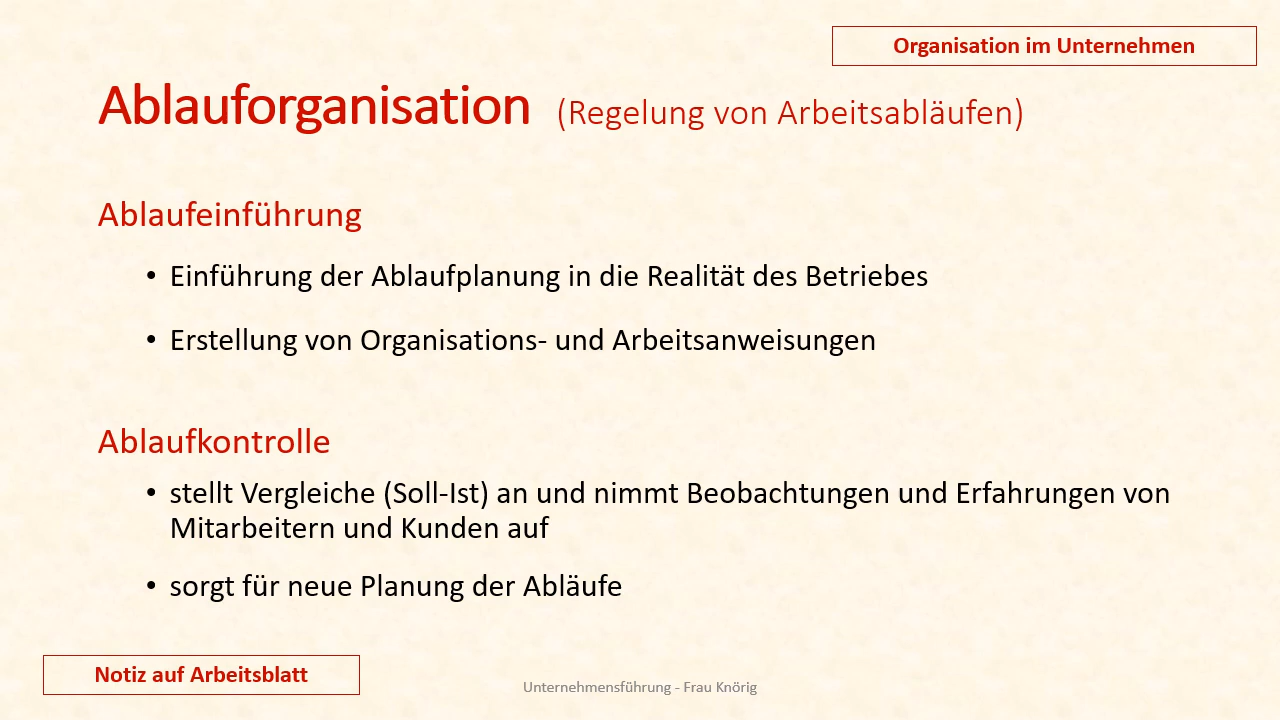 Organisation im Unternehmen
Ablauforganisation (Regelung von Arbeitsabläufen)
Ablaufeinführung
• Einführung der Ablaufplanung in die Realität des Betriebes
• Erstellung von Organisations- und Arbeitsanweisungen
Ablaufkontrolle
• stellt Vergleiche (Soll-Ist) an und nimmt Beobachtungen und Erfahrungen von
Mitarbeitern und Kunden auf
• sorgt für neue Planung der Abläufe
Notiz auf Arbeitsblatt
Unternehmensführung - Frau Knörig